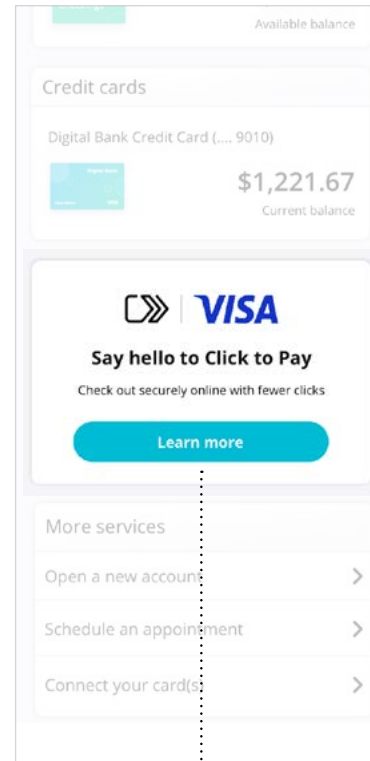 Available balance
Credit cards
Digital Bank Credit Card (.... 9010)
$1,221.67
Current balance
VISA
Say hello to Click to Pay
Check out securely online with fewer clicks
Learn more
More services
Open a new account
Schedule an appointment
Connect your card(s)